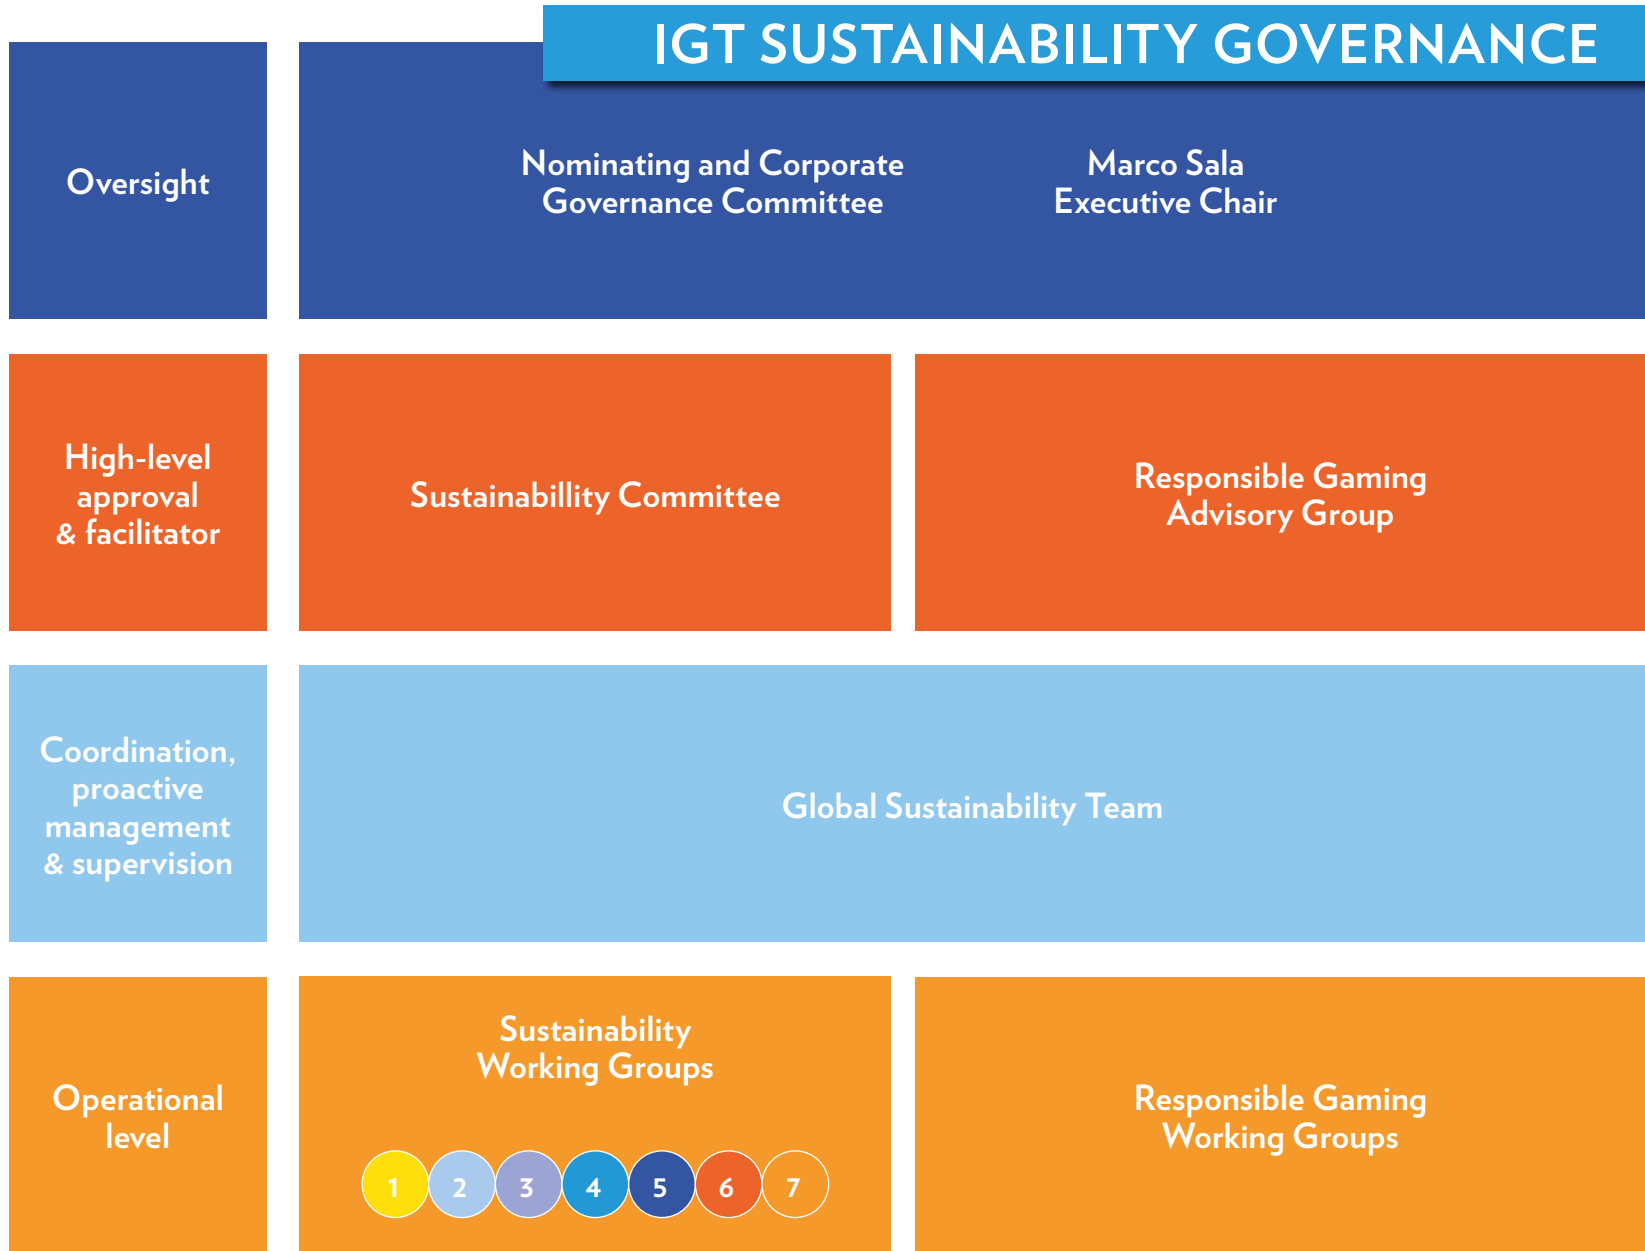 IGT SUSTAINABILITY GOVERNANCE
Oversight
Nominating and Corporate
Governance Committee
Marco Sala
Executive Chair
High-level
approval
& facilitator
Sustainabillity Committee
Responsible Gaming
Advisory Group
Coordination,
proactive
management
& supervision
Global Sustainability Team
Operational
level
Sustainability
Working Groups
1 2 3 4 5 6 7
Responsible Gaming
Working Groups